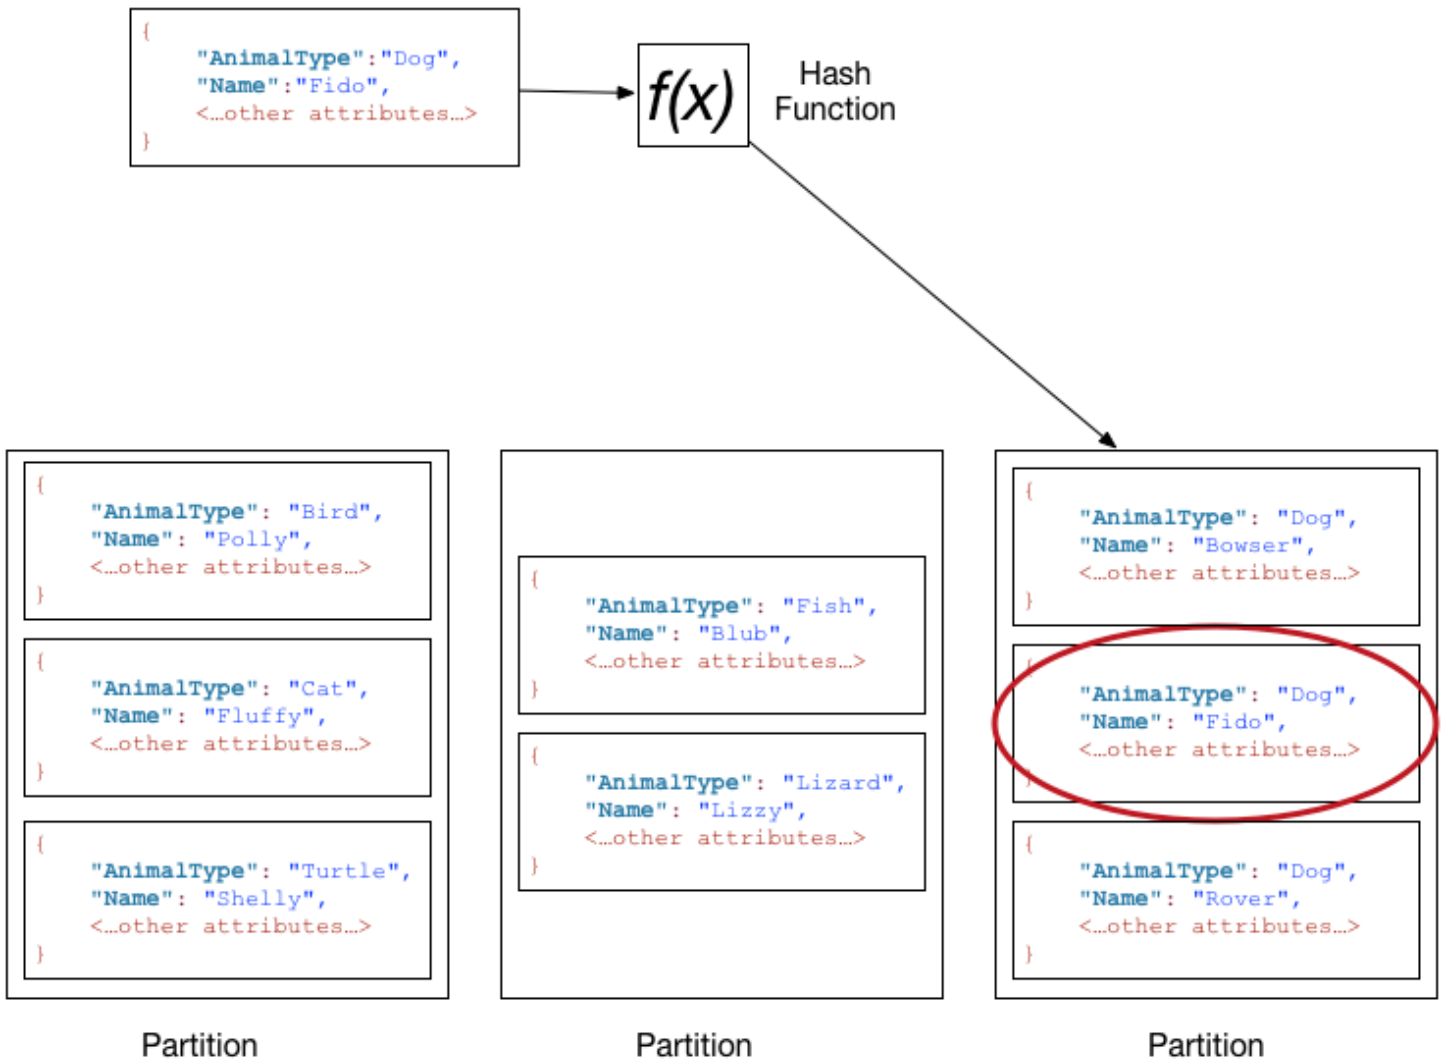 {
"AnimalType":"Dog",
"Name":"Fido",
<…other attributes…>
}
f(x)
Hash
Function
{
"AnimalType": "Bird",
"Name": "Polly",
<…other attributes…>
}
{
"AnimalType": "Cat",
"Name": "Fluffy",
<…other attributes…>
}
{
"AnimalType": "Turtle",
"Name": "Shelly",
<…other attributes…>
}
Partition
{
"AnimalType": "Fish",
"Name": "Blub",
<…other attributes…>
}
{
"AnimalType": "Lizard",
"Name": "Lizzy",
<…other attributes…>
}
Partition
{
"AnimalType": "Dog",
"Name": "Bowser",
<…other attributes…>
}
{
"AnimalType": "Dog",
"Name": "Fido",
<…other attributes…>
}
{
"AnimalType": "Dog",
"Name": "Rover",
<…other attributes…>
}
Partition